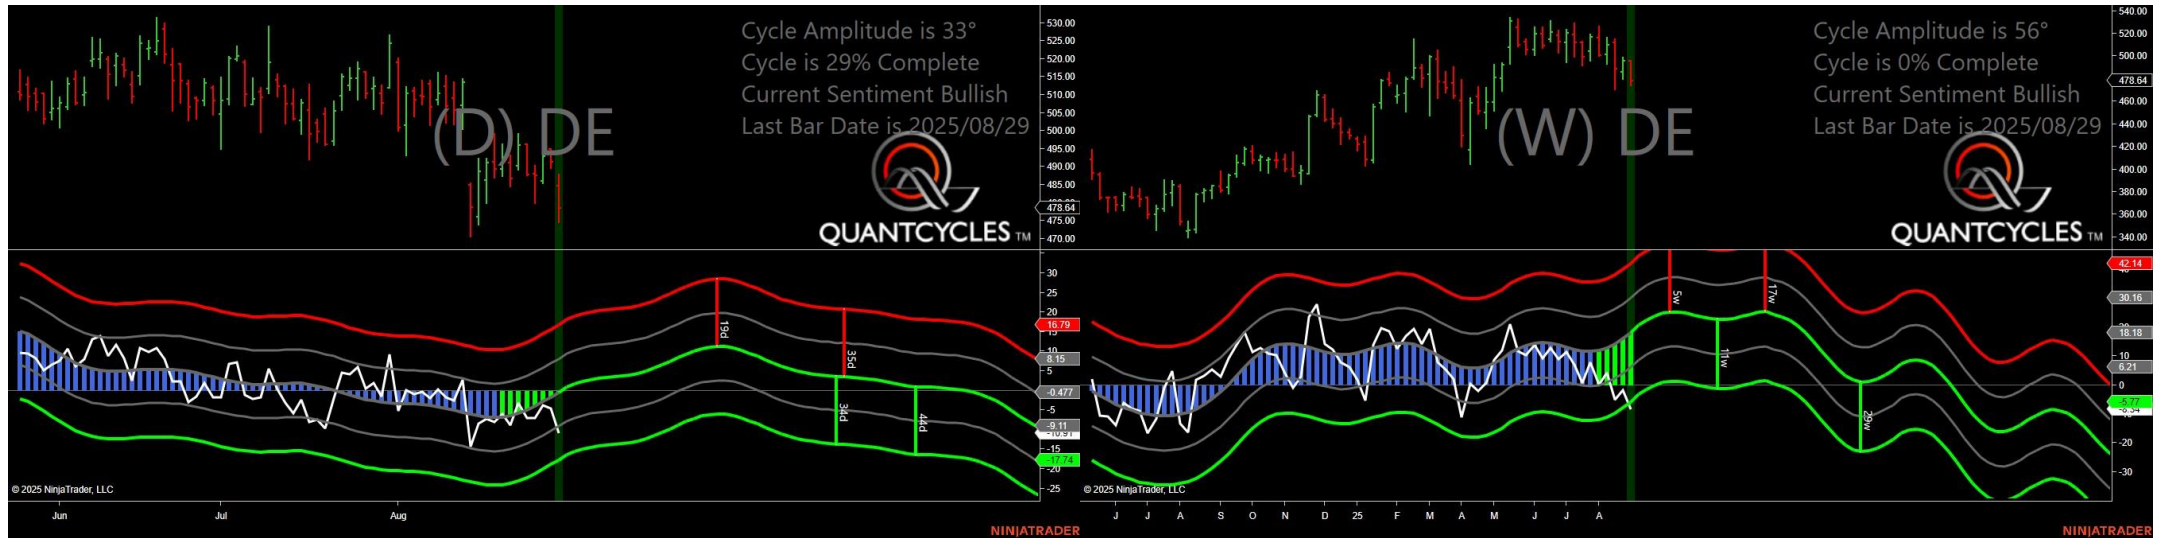 Cycle Amplitude is 33°
Cycle is 29% Complete
Current Sentiment Bullish
Last Bar Date is 2025/08/29
(D) DE
QUANTCYCLES TM
530.00
525.00
520.00
515.00
510.00
505.00
500.00
495.00
490.00
485.00
478.64
475.00
470.00
30
25
20
16.79
15
10
8.15
5
-0.477
-5
-9.11
-10.91
-15
-17.74
-20
-25
19d
35d
34d
44d
© 2025 NinjaTrader, LLC
Jun Jul Aug
NINJATRADER
Cycle Amplitude is 56°
Cycle is 0% Complete
Current Sentiment Bullish
Last Bar Date is 2025/08/29
(W) DE
QUANTCYCLES TM
540.00
520.00
500.00
478.64
460.00
440.00
420.00
400.00
380.00
360.00
340.00
42.14
30.16
18.18
10
6.21
0
-5.77
-20
-30
5w
17w
11w
29w
© 2025 NinjaTrader, LLC
J J A S O N D 25 F M A M J J A
NINJATRADER